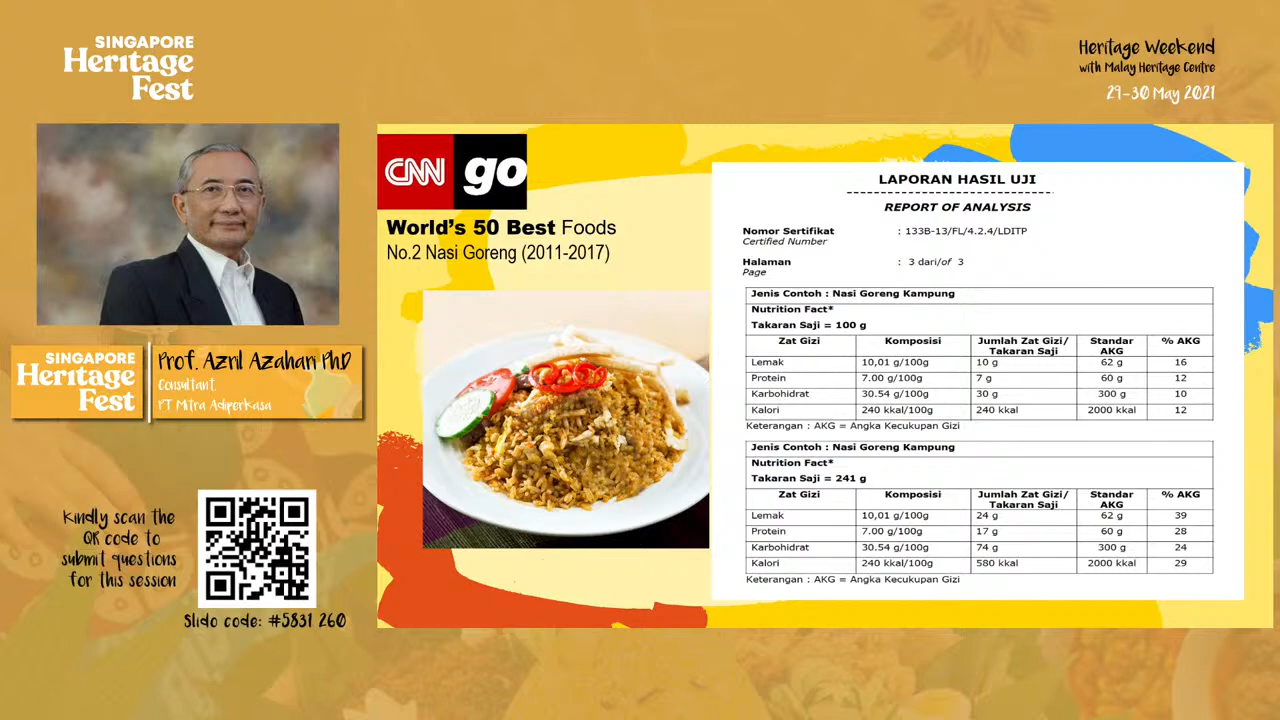 SINGAPORE
Heritage
Fest
Heritage Weekend
with Malay Heritage Centre
29-30 May 2021
SINGAPORE
Heritage
Fest
Prof. Azril Azahari PhD
Consultant,
PT Mitra Adiperkasa
Kindly scan the
QR code to
submit questions
for this session
Slido code: #5831 260
CNN go
World's 50 Best Foods
No.2 Nasi Goreng (2011-2017)
LAPORAN HASIL UJI
REPORT OF ANALYSIS
Nomor Sertifikat : 133B-13/FL/4.2.4/LDITP
Certified Number
Halaman : 3 dari/of 3
Page
Jenis Contoh : Nasi Goreng Kampung
Nutrition Fact*
Takaran Saji = 100 g
Zat Gizi Komposisi Jumlah Zat Gizi/ Standar % AKG
Takaran Saji AKG
Lemak 10,01 g/100g 10 g 62 g 16
Protein 7.00 g/100g 7 g 60 g 12
Karbohidrat 30.54 g/100g 30 g 300 g 10
Kalori 240 kkal/100g 240 kkal 2000 kkal 12
Keterangan : AKG = Angka Kecukupan Gizi
Jenis Contoh : Nasi Goreng Kampung
Nutrition Fact*
Takaran Saji = 241 g
Zat Gizi Komposisi Jumlah Zat Gizi/ Standar % AKG
Takaran Saji AKG
Lemak 10,01 g/100g 24 g 62 g 39
Protein 7.00 g/100g 17 g 60 g 28
Karbohidrat 30.54 g/100g 74 g 300 g 24
Kalori 240 kkal/100g 580 kkal 2000 kkal 29
Keterangan : AKG = Angka Kecukupan Gizi